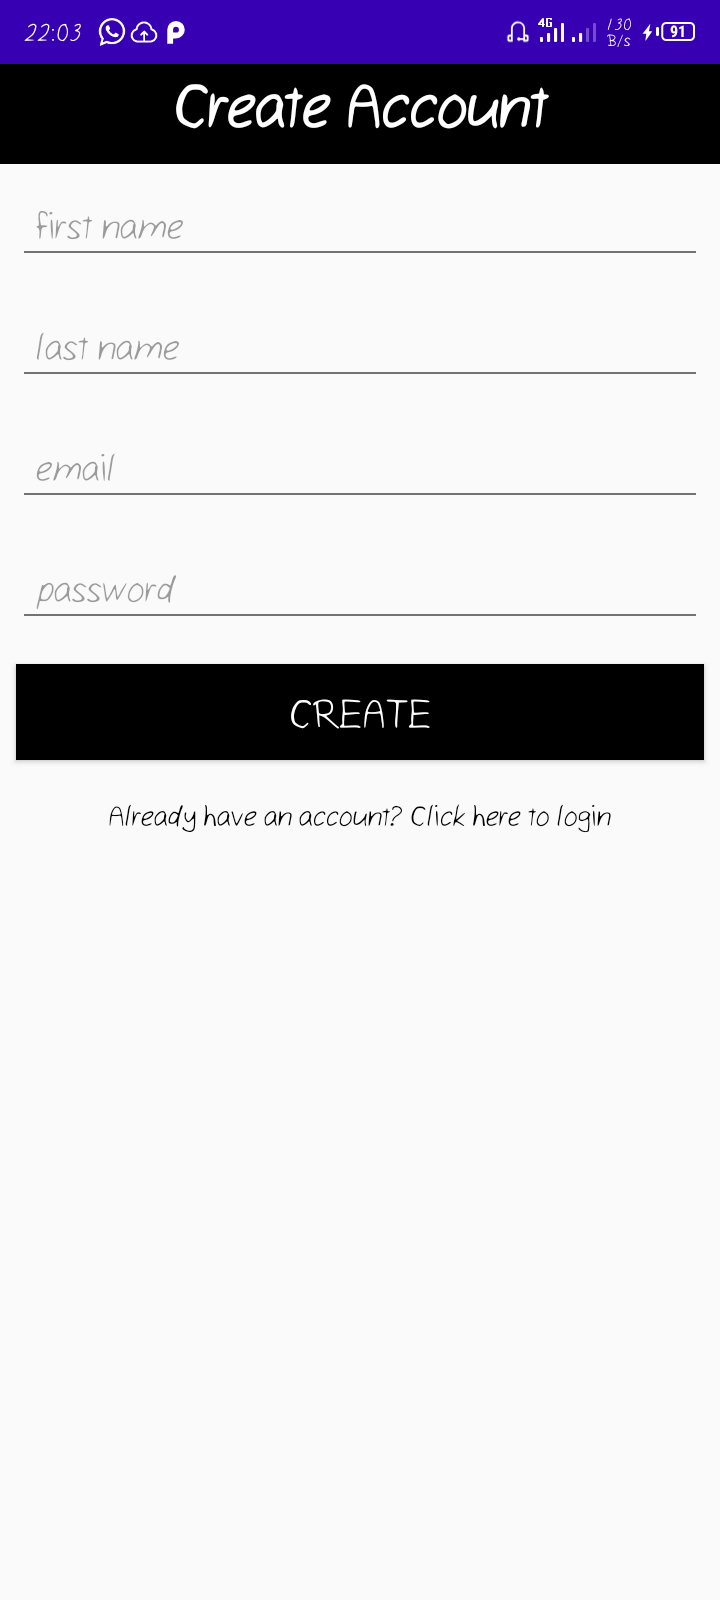 22:03 4G 130 B/s 91
Create Account
first name
last name
email
password
CREATE
Already have an account? Click here to login